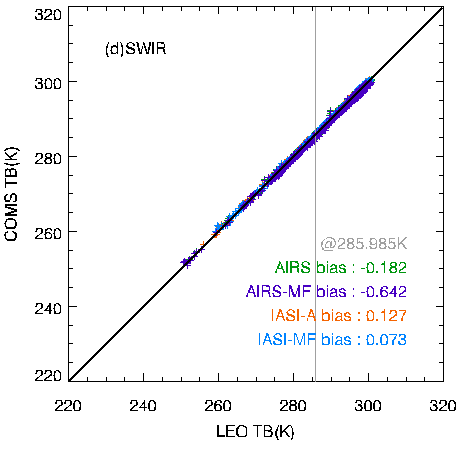 320
(d)SWIR
300
280
COMS TB(K)
260
@285.985K
AIRS bias : -0.182
AIRS-MF bias : -0.642
240
IASI-A bias : 0.127
IASI-MF bias : 0.073
220
220 240 260 280 300 320
LEO TB(K)